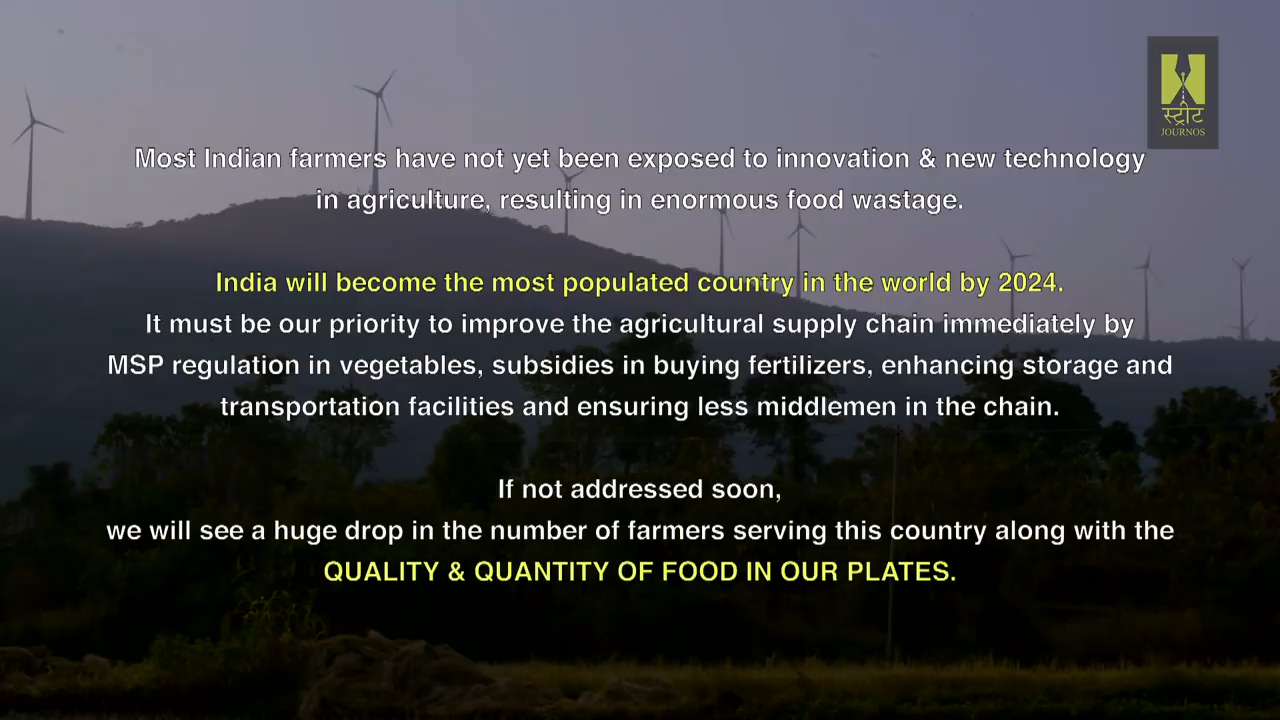 स्ट्रीट
JOURNOS
Most Indian farmers have not yet been exposed to innovation & new technology
in agriculture, resulting in enormous food wastage.
India will become the most populated country in the world by 2024.
It must be our priority to improve the agricultural supply chain immediately by
MSP regulation in vegetables, subsidies in buying fertilizers, enhancing storage and
transportation facilities and ensuring less middlemen in the chain.
If not addressed soon,
we will see a huge drop in the number of farmers serving this country along with the
QUALITY & QUANTITY OF FOOD IN OUR PLATES.